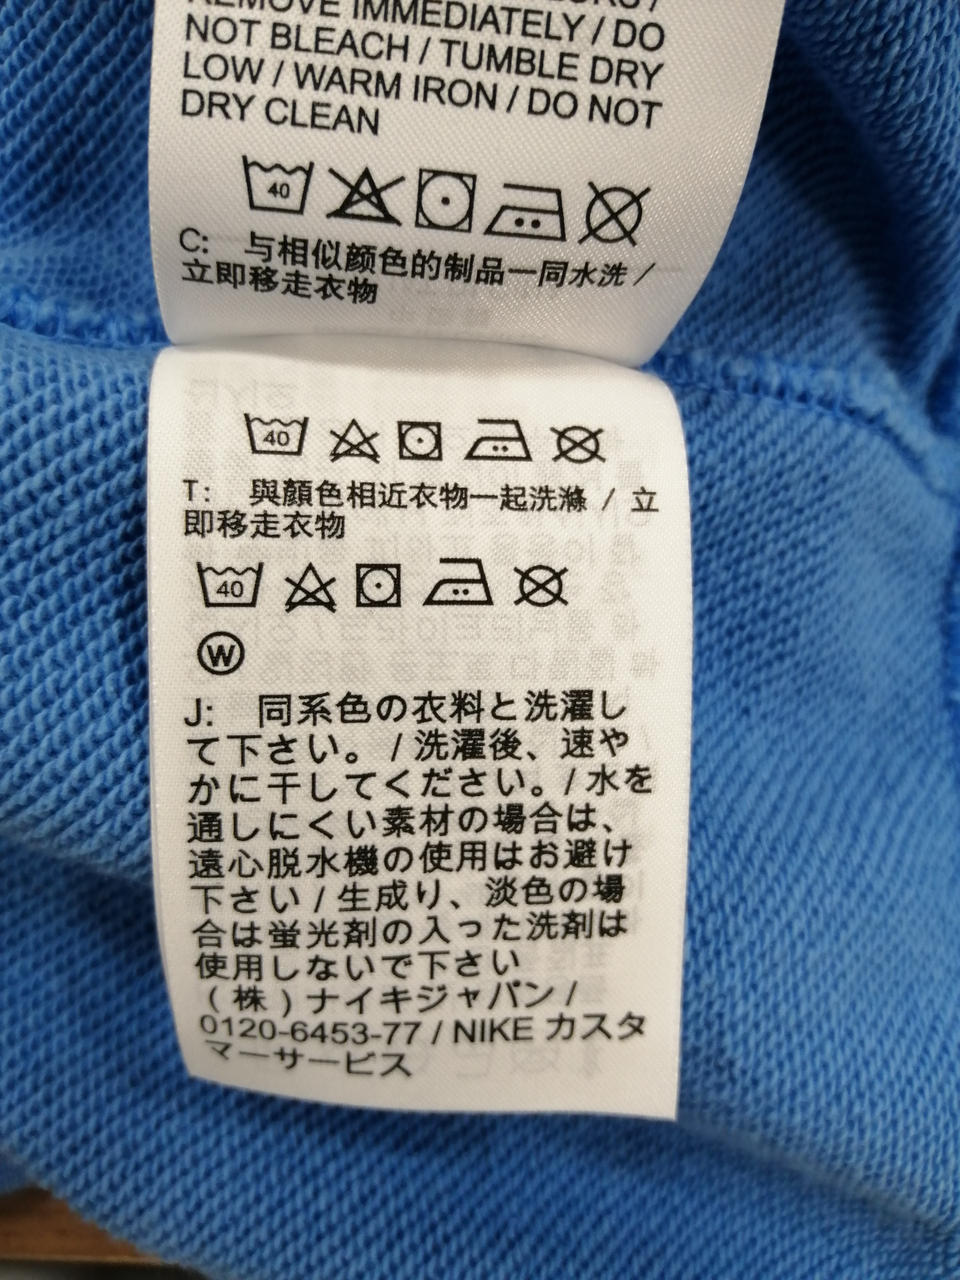 REMOVE IMMEDIATELY / DO
NOT BLEACH / TUMBLE DRY
LOW / WARM IRON / DO NOT
DRY CLEAN
40
C: 与相似颜色的制品一同水洗 /
立即移走衣物
40
T: 與顏色相近衣物一起洗滌 / 立
即移走衣物
40
W
J: 同系色の衣料と洗濯し
て下さい。 / 洗濯後、速や
かに干してください。/ 水を
通しにくい素材の場合は、
遠心脱水機の使用はお避け
下さい / 生成り、淡色の場
合は蛍光剤の入った洗剤は
使用しないで下さい
(株)ナイキジャパン /
0120-6453-77 / NIKE カスタ
マーサービス